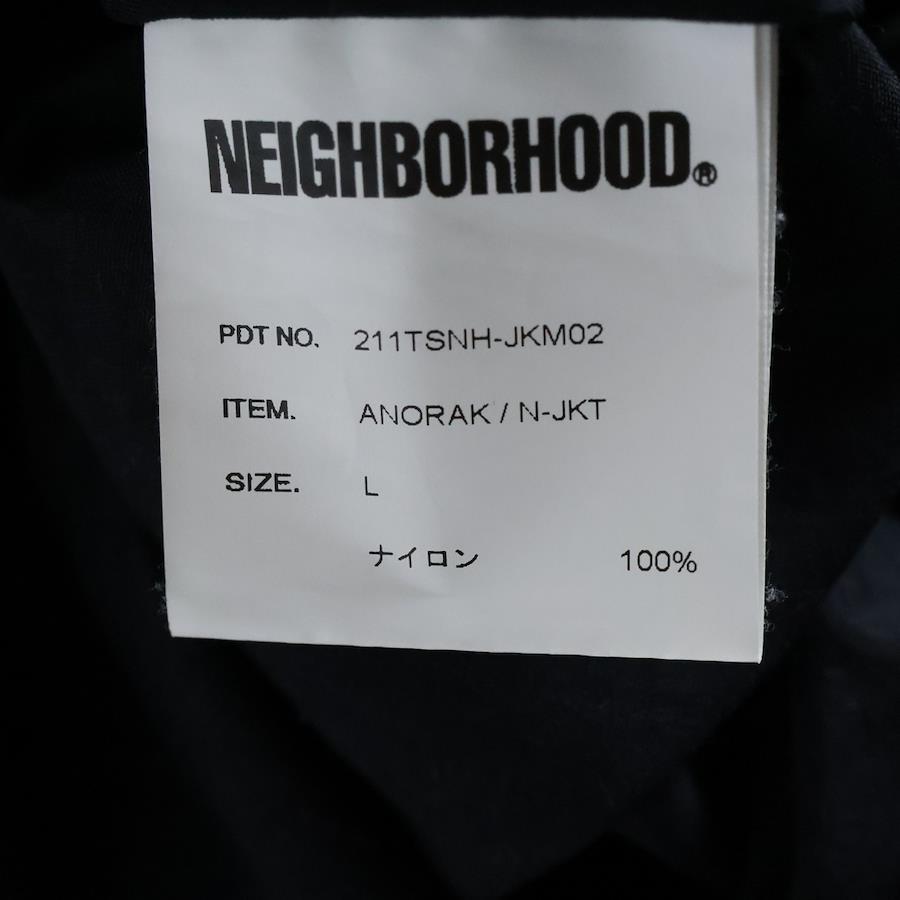 NEIGHBORHOOD®
PDT NO. 211TSNH-JKM02
ITEM. ANORAK / N-JKT
SIZE. L
ナイロン 100%